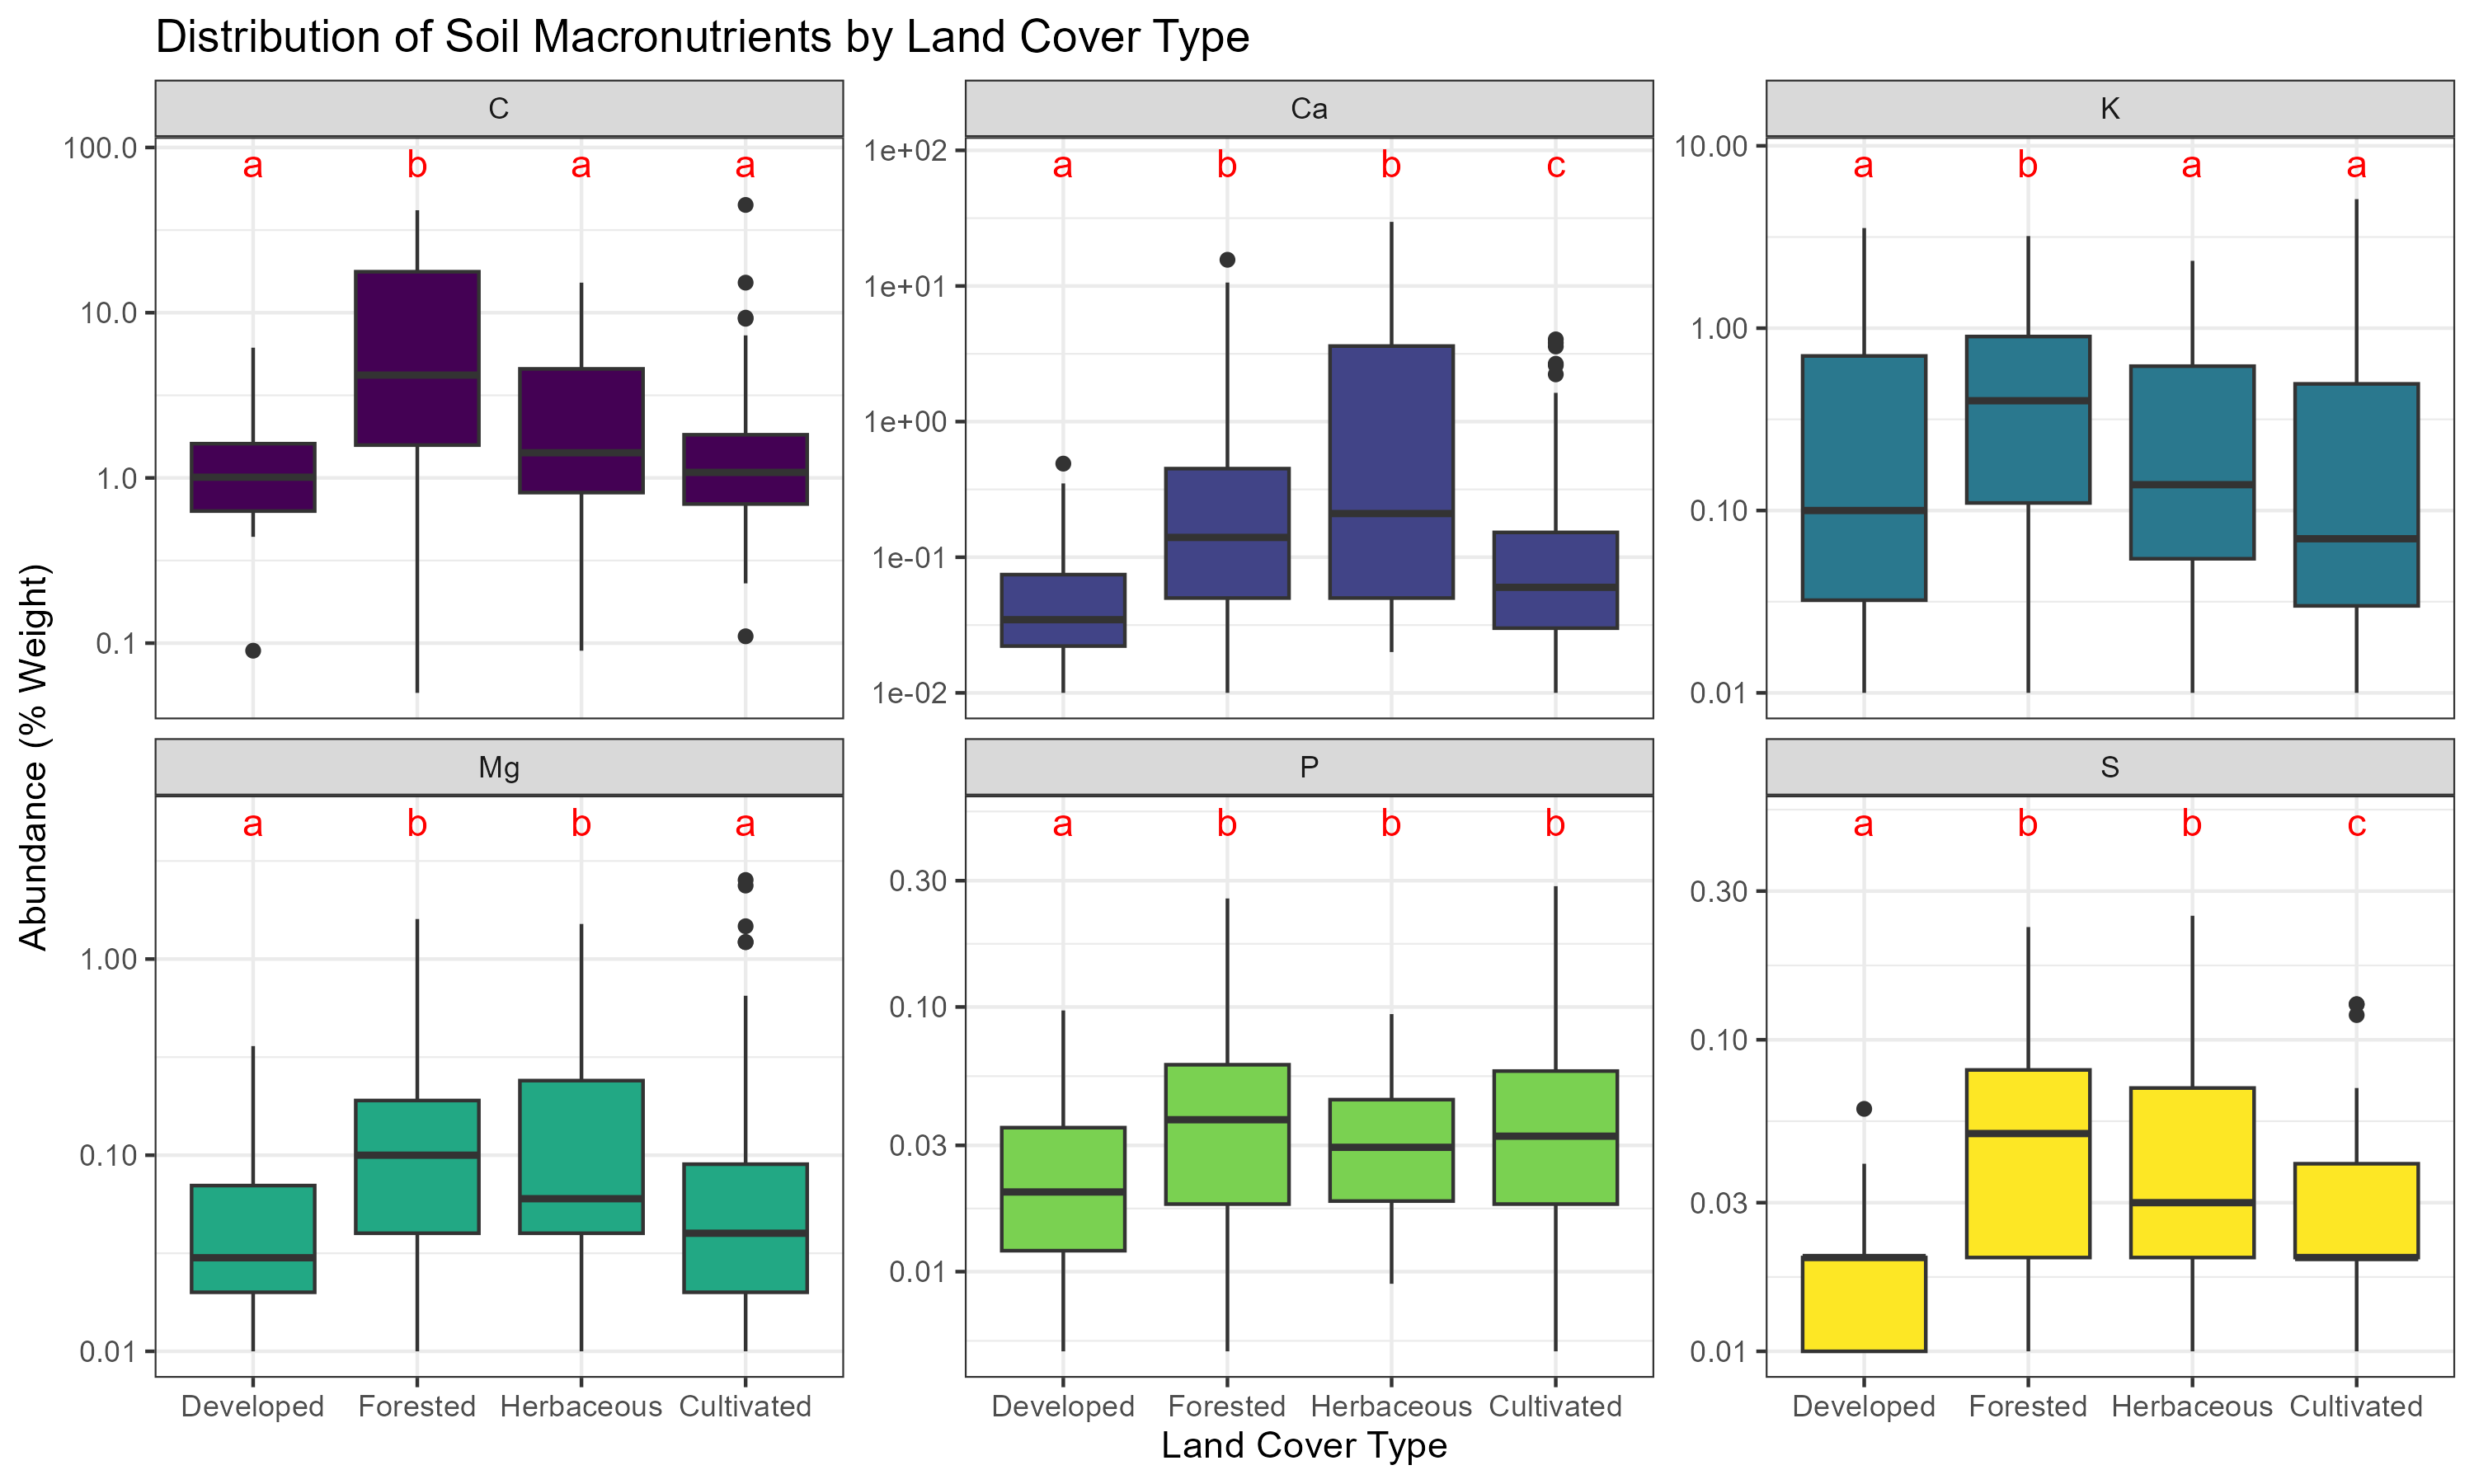 Distribution of Soil Macronutrients by Land Cover Type
C
Ca
K
100.0
10.0
1.0
0.1
a b a a
1e+02
1e+01
1e+00
1e-01
1e-02
a b b c
10.00
1.00
0.10
0.01
a b a a
Abundance (% Weight)
Mg
P
S
1.00
0.10
0.01
a b b a
0.30
0.10
0.03
0.01
a b b b
0.30
0.10
0.03
0.01
a b b c
Developed Forested Herbaceous Cultivated
Developed Forested Herbaceous Cultivated
Developed Forested Herbaceous Cultivated
Land Cover Type